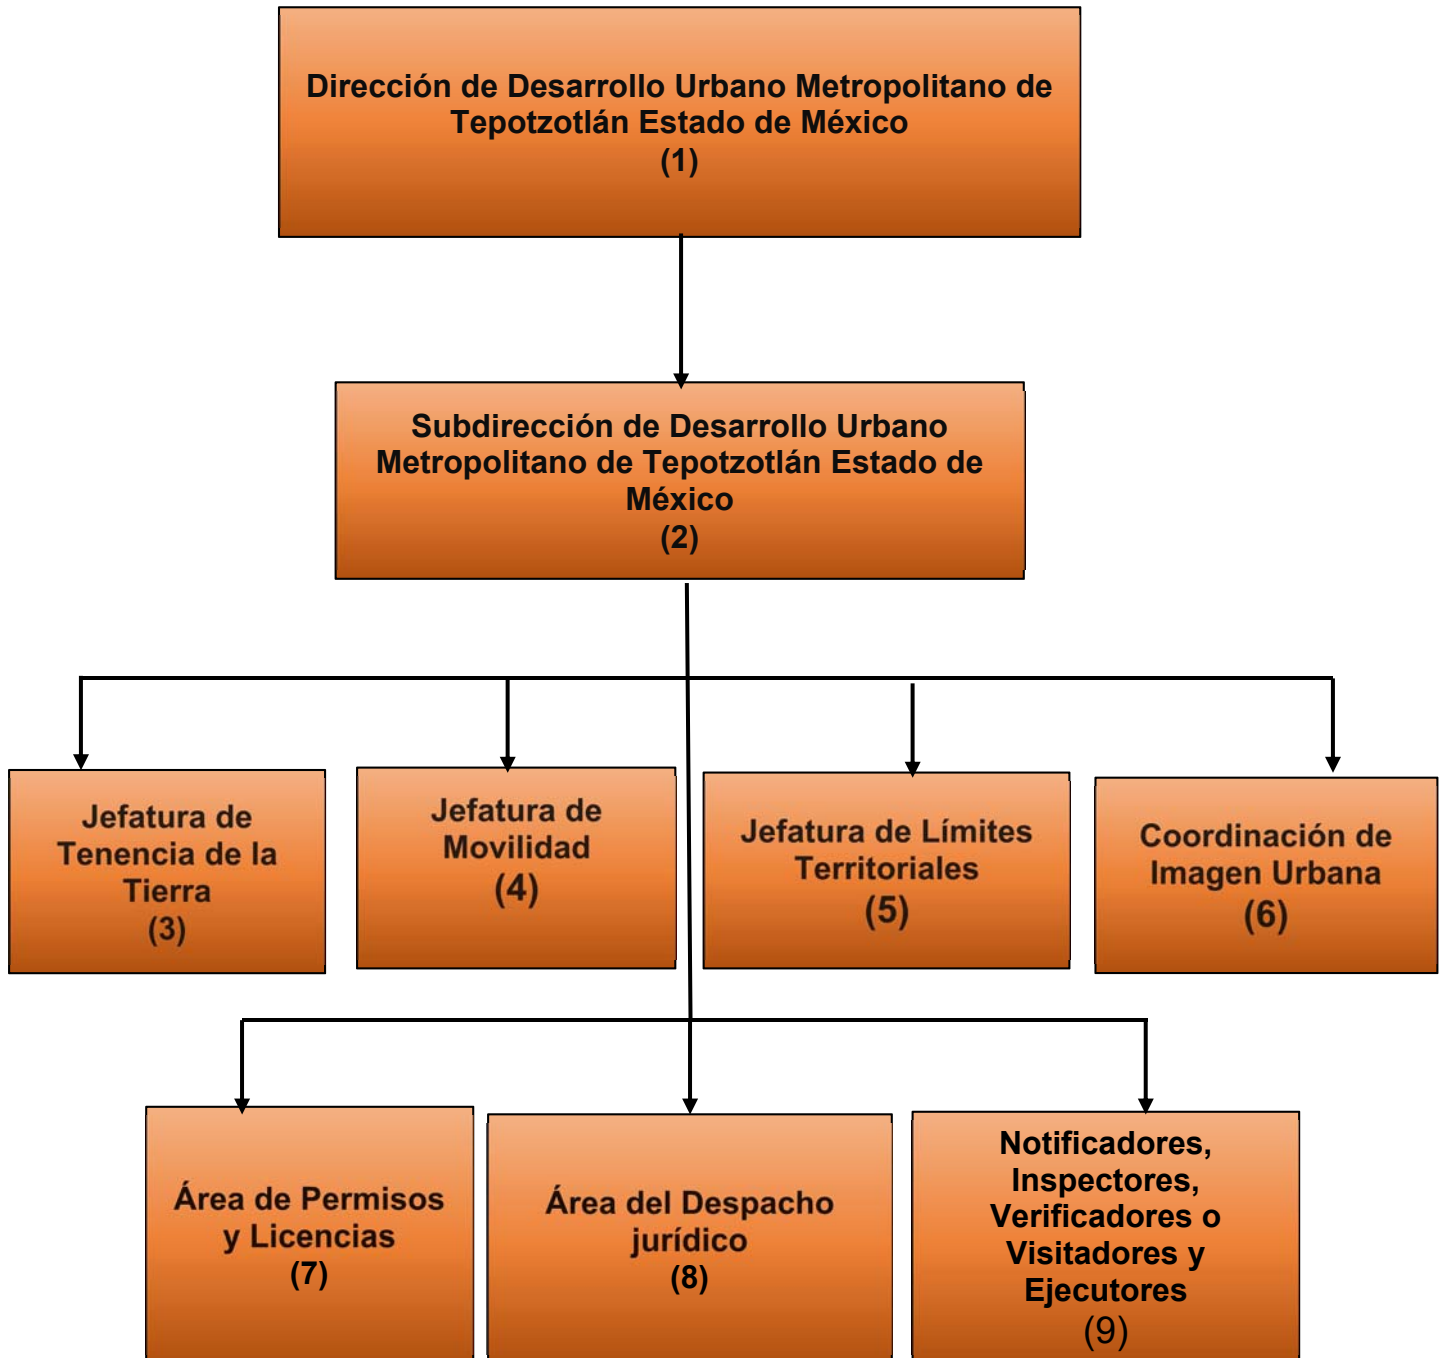 Dirección de Desarrollo Urbano Metropolitano de
Tepotzotlán Estado de México
(1)
Subdirección de Desarrollo Urbano
Metropolitano de Tepotzotlán Estado de
México
(2)
Jefatura de
Tenencia de la
Tierra
(3)
Jefatura de
Movilidad
(4)
Jefatura de Límites
Territoriales
(5)
Coordinación de
Imagen Urbana
(6)
Área de Permisos
y Licencias
(7)
Área del Despacho
jurídico
(8)
Notificadores,
Inspectores,
Verificadores o
Visitadores y
Ejecutores
(9)